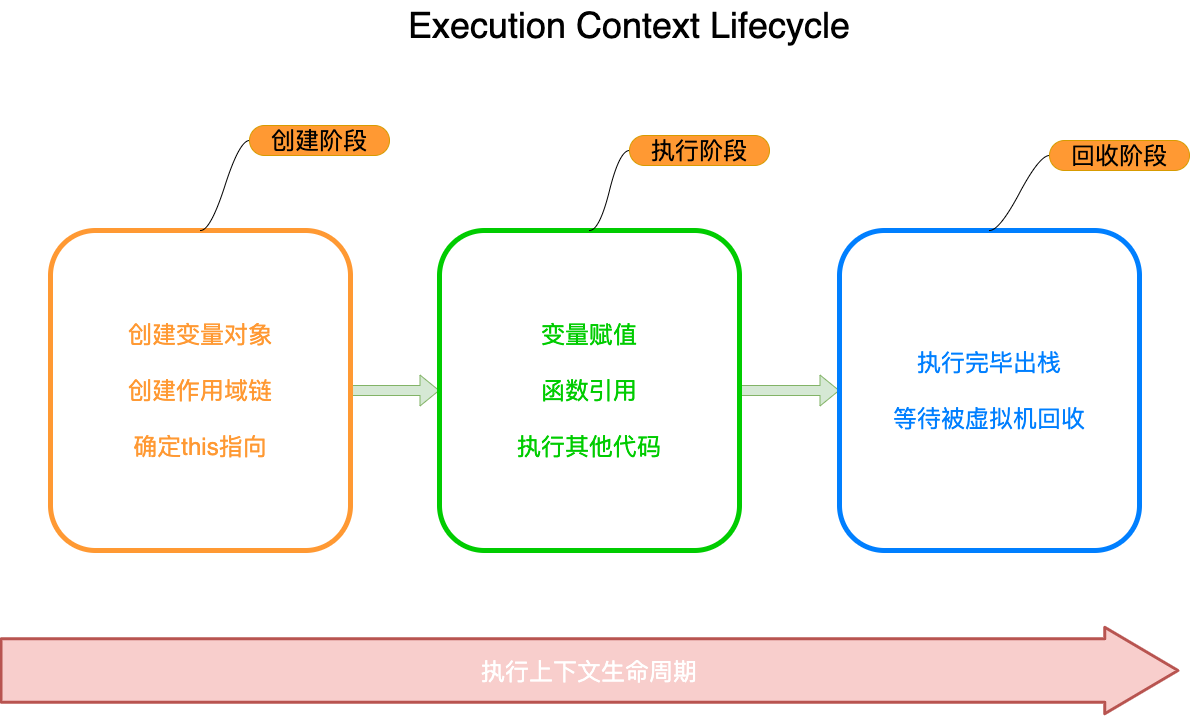 Execution Context Lifecycle
创建阶段
执行阶段
回收阶段
创建变量对象
创建作用域链
确定this指向
变量赋值
函数引用
执行其他代码
执行完毕出栈
等待被虚拟机回收
执行上下文生命周期